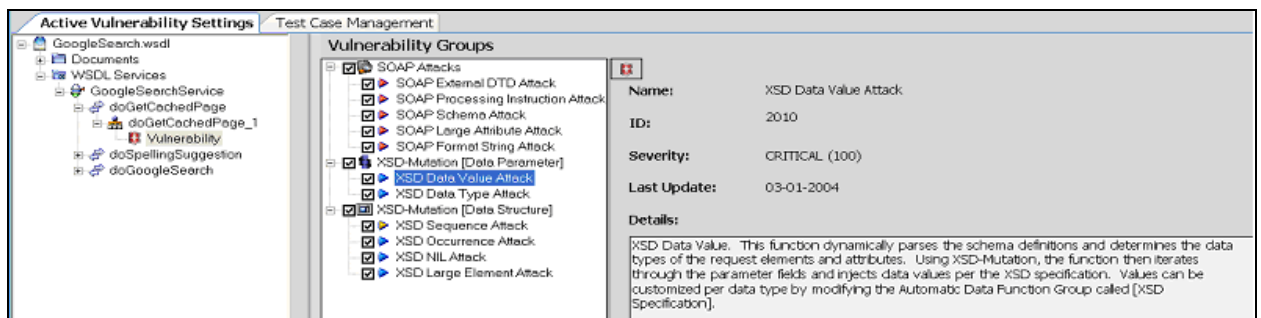 Active Vulnerability Settings
Test Case Management
GoogleSearch.wsdl
Documents
WSDL Services
GoogleSearchService
doGetCachedPage
doGetCachedPage_1
Vulnerability
doSpellingSuggestion
doGoogleSearch
Vulnerability Groups
SOAP Attacks
SOAP External DTD Attack
SOAP Processing Instruction Attack
SOAP Schema Attack
SOAP Large Attribute Attack
SOAP Format String Attack
XSD-Mutation [Data Parameter]
XSD Data Value Attack
XSD Data Type Attack
XSD-Mutation [Data Structure]
XSD Sequence Attack
XSD Occurrence Attack
XSD NIL Attack
XSD Large Element Attack
Name: XSD Data Value Attack
ID: 2010
Severity: CRITICAL (100)
Last Update: 03-01-2004
Details:
XSD Data Value. This function dynamically parses the schema definitions and determines the data
types of the request elements and attributes. Using XSD-Mutation, the function then iterates
through the parameter fields and injects data values per the XSD specification. Values can be
customized per data type by modifying the Automatic Data Function Group called [XSD
Specification].